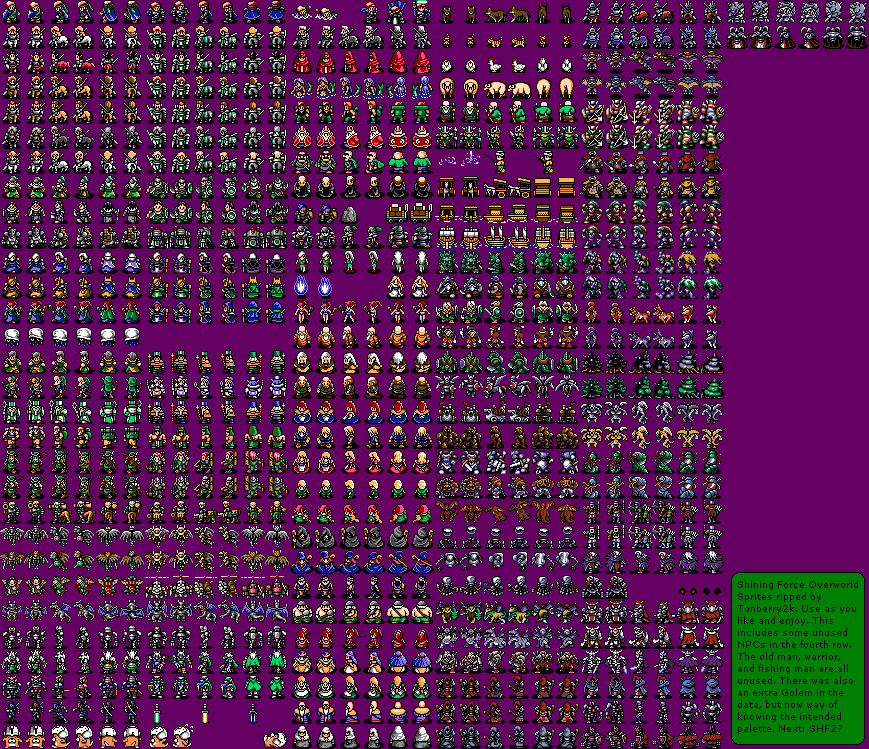 Shining Force Overworld
Sprites ripped by
Tonberry2k. Use as you
like and enjoy. This
includes some unused
NPCs in the fourth row.
The old man, warrior,
and fishing man are all
unused. There was also
an extra Golem in the
data, but now way of
knowing the intended
palette. Next: SHF2?